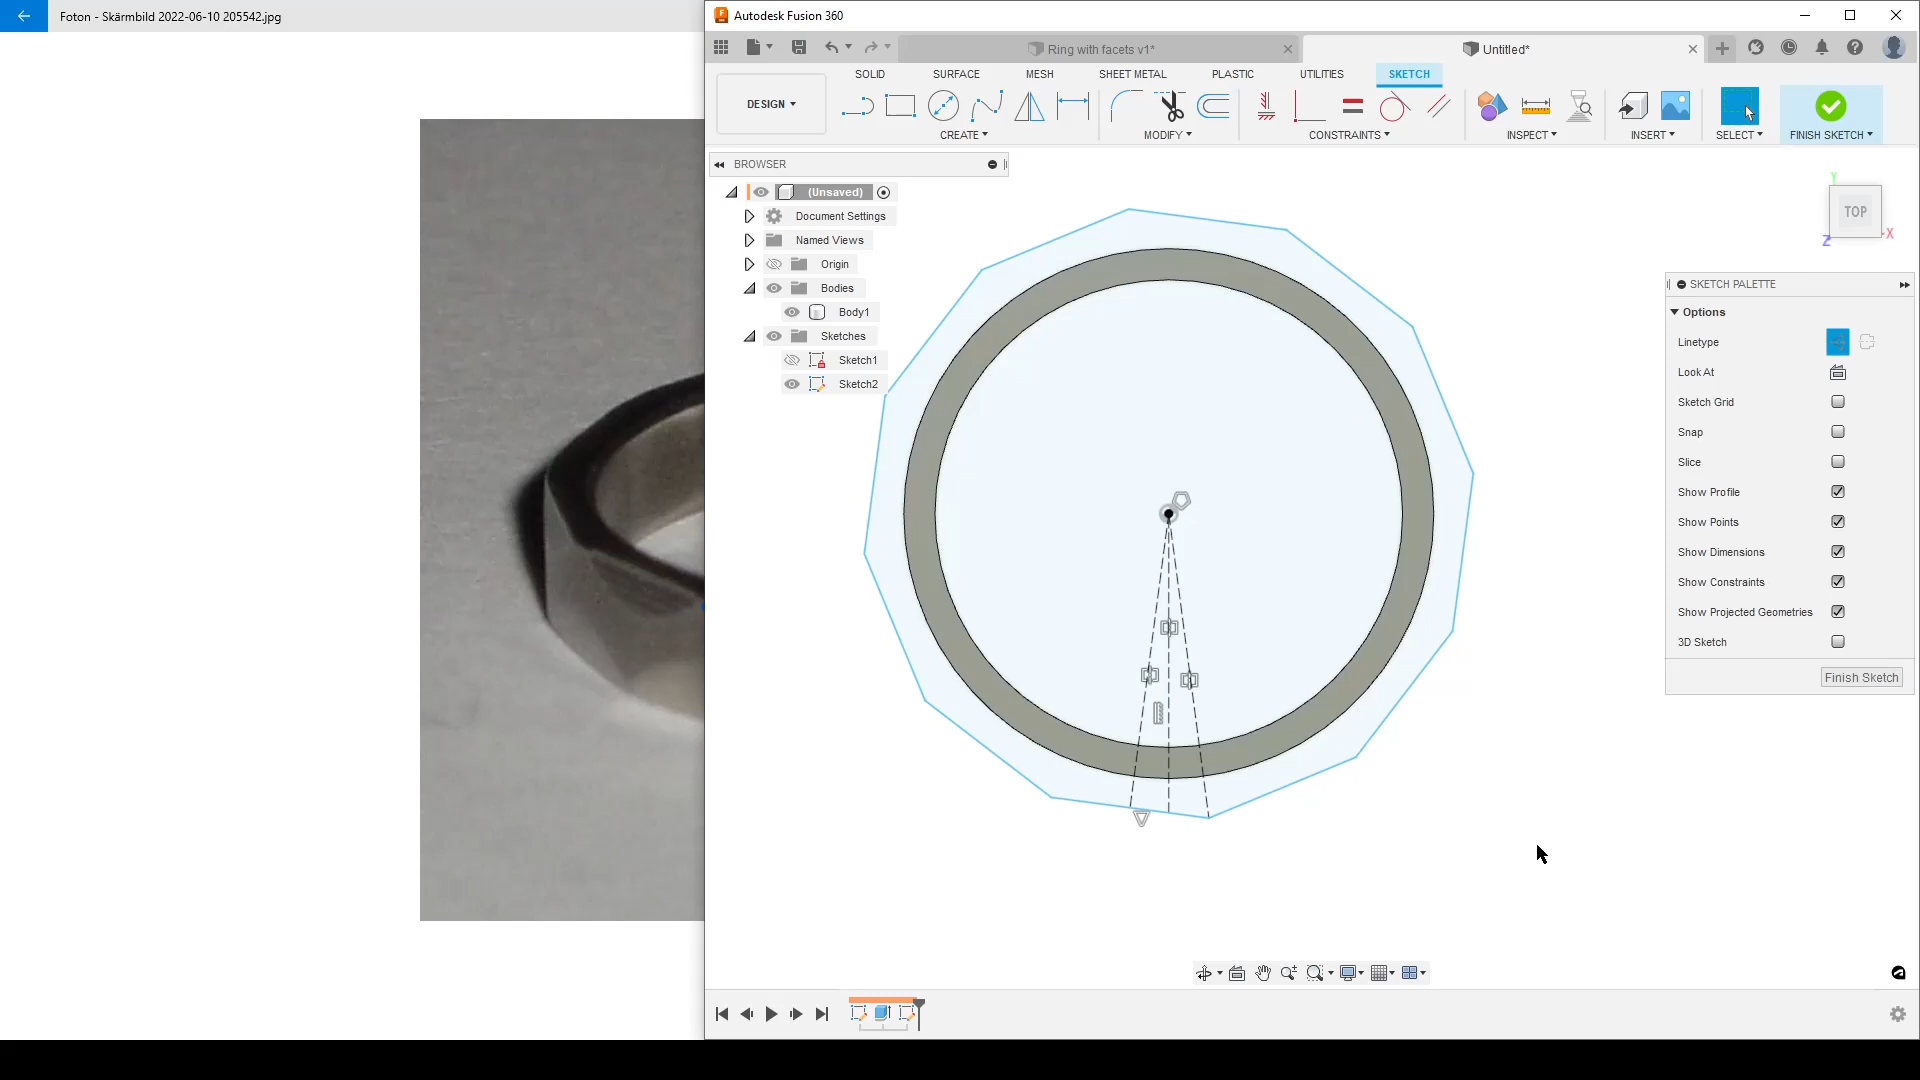 Foton - Skärmbild 2022-06-10 205542.jpg
Autodesk Fusion 360
Ring with facets v1*
Untitled*
DESIGN
SOLID
SURFACE
MESH
SHEET METAL
PLASTIC
UTILITIES
SKETCH
CREATE
MODIFY
CONSTRAINTS
INSPECT
INSERT
SELECT
FINISH SKETCH
BROWSER
(Unsaved)
Document Settings
Named Views
Origin
Bodies
Body1
Sketches
Sketch1
Sketch2
Y
TOP
X
Z
SKETCH PALETTE
Options
Linetype
Look At
Sketch Grid
Snap
Slice
Show Profile
Show Points
Show Dimensions
Show Constraints
Show Projected Geometries
3D Sketch
Finish Sketch